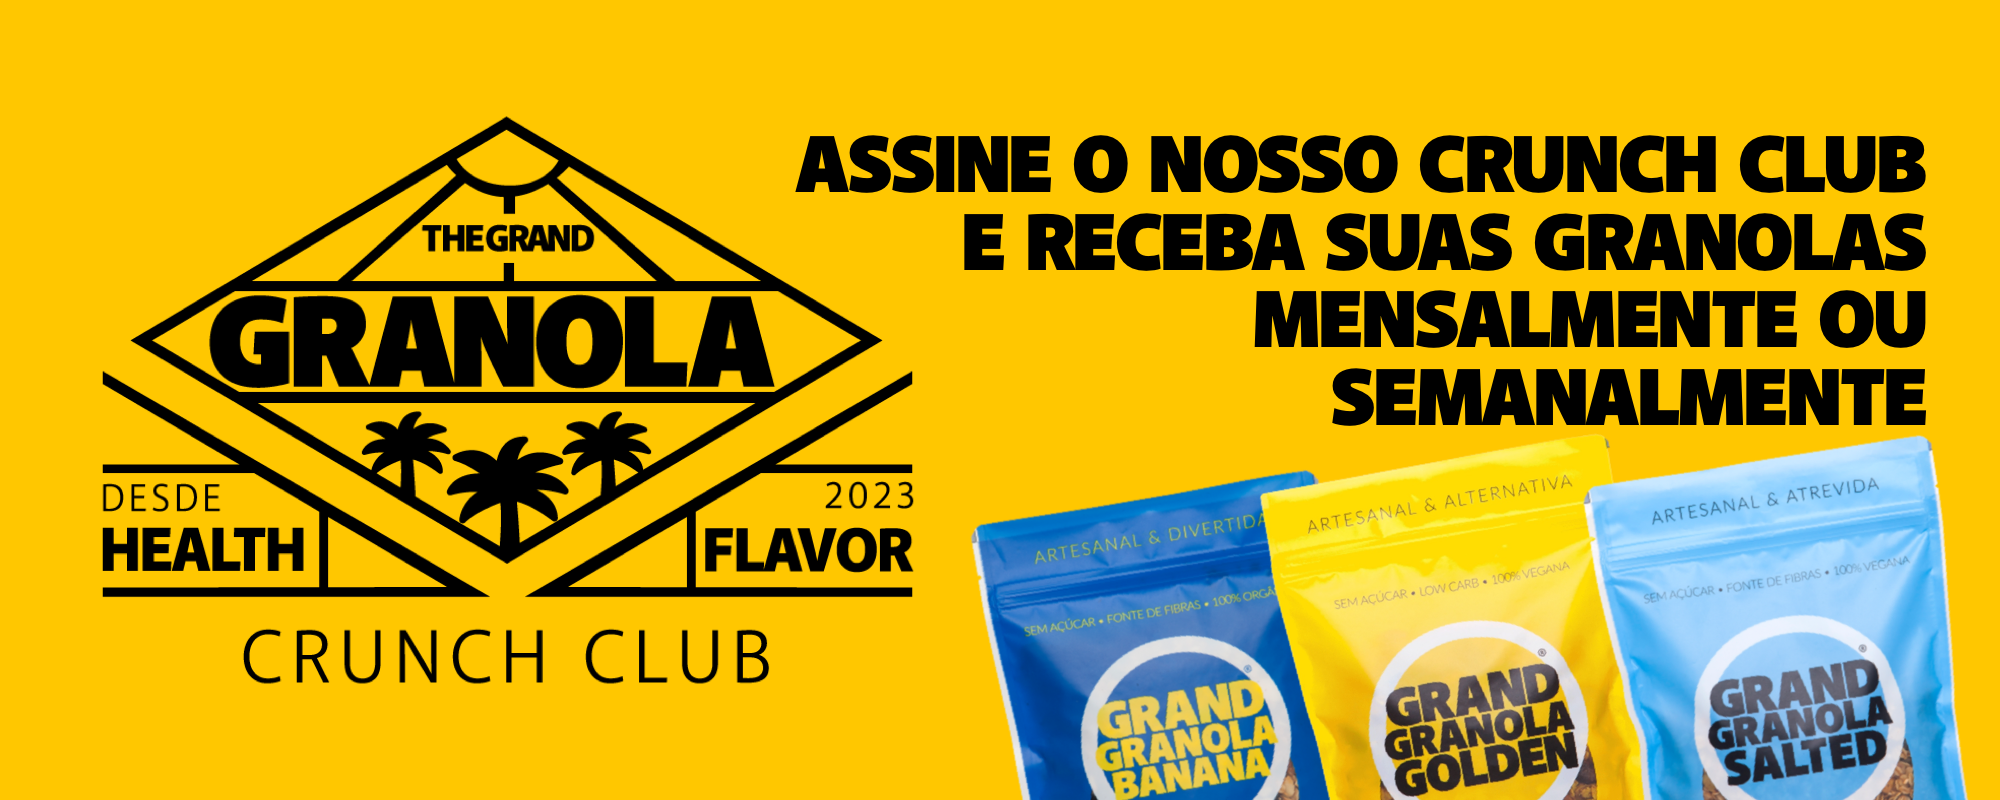 THE GRAND
GRANOLA
DESDE
HEALTH
2023
FLAVOR
CRUNCH CLUB
ASSINE O NOSSO CRUNCH CLUB
E RECEBA SUAS GRANOLAS
MENSALMENTE OU
SEMANALMENTE
ARTESANAL & DIVERTIDA
SEM AÇÚCAR • FONTE DE FIBRAS • 100%
GRAND
GRANOLA
BANANA
®
ARTESANAL & ALTERNATIVA
SEM AÇÚCAR • LOW CARB • 100% VEGANA
GRAND
GRANOLA
GOLDEN
®
ARTESANAL & ATREVIDA
SEM AÇÚCAR • FONTE DE FIBRAS • 100% VEGANA
GRAND
GRANOLA
SALTED
®